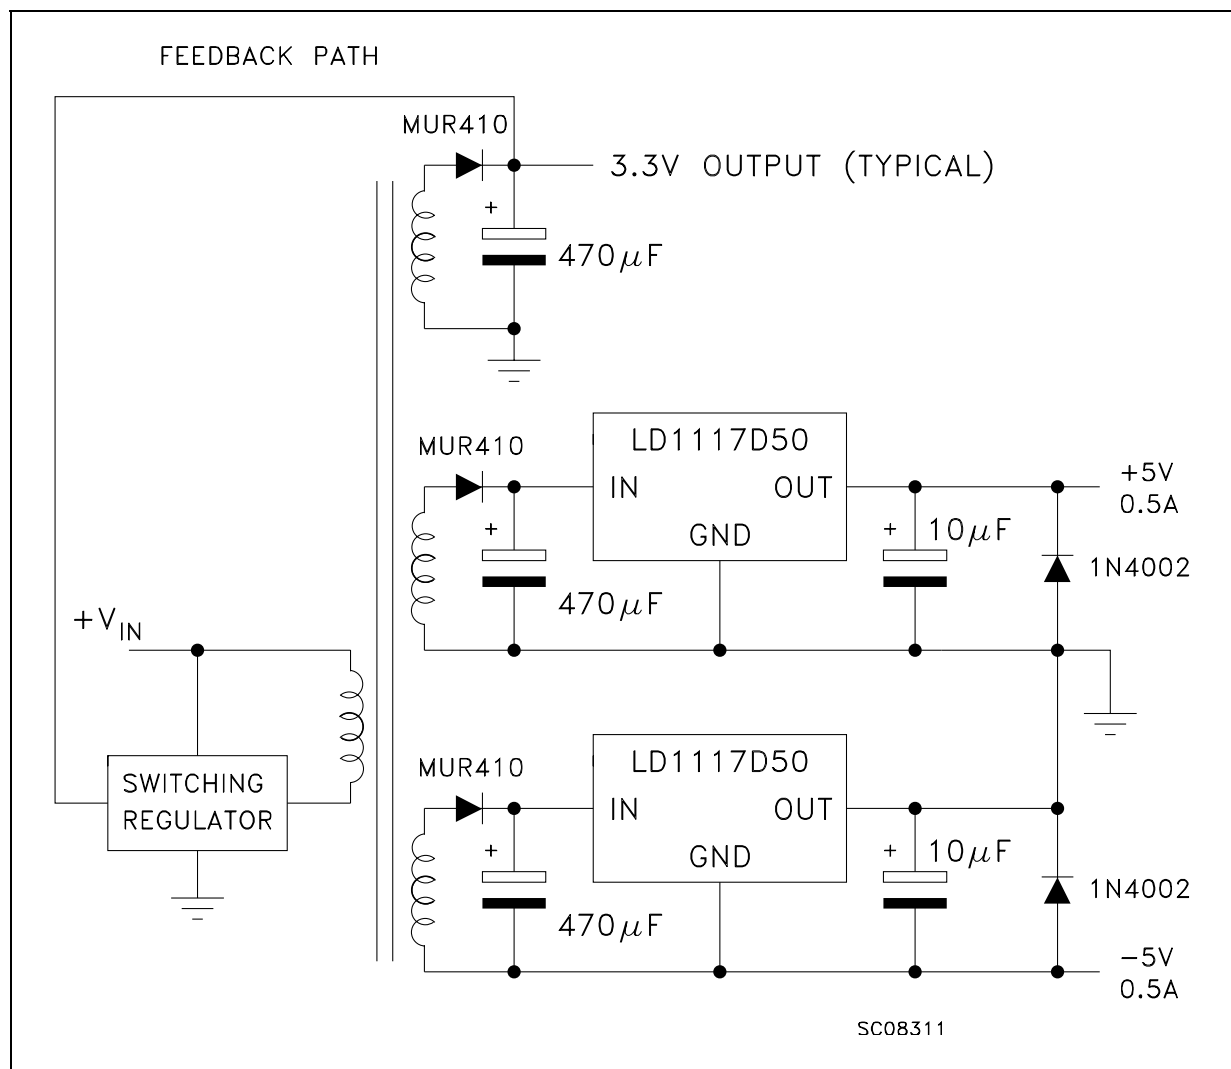 FEEDBACK PATH
MUR410
3.3V OUTPUT (TYPICAL)
+
470μF
MUR410
LD1117D50
IN
OUT
GND
+
470μF
+
10μF
+5V
0.5A
1N4002
+VIN
SWITCHING
REGULATOR
MUR410
LD1117D50
IN
OUT
GND
+
470μF
+
10μF
1N4002
-5V
0.5A
SC08311